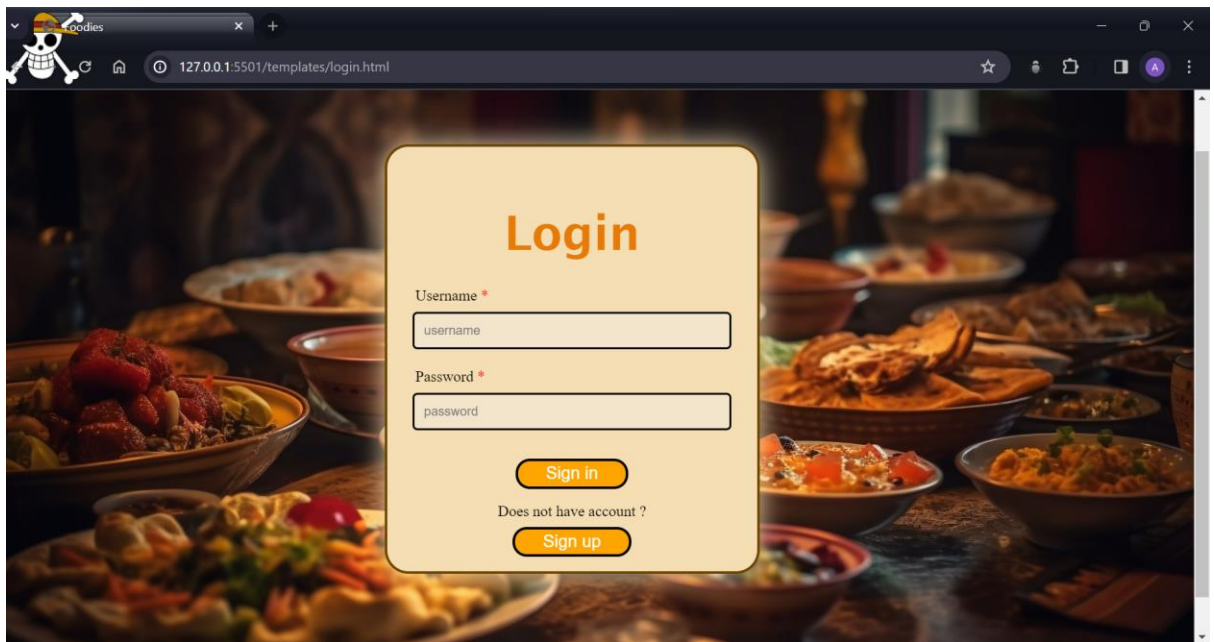 Foodies
127.0.0.1:5501/templates/login.html
A
Login
Username *
username
Password *
password
Sign in
Does not have account ?
Sign up